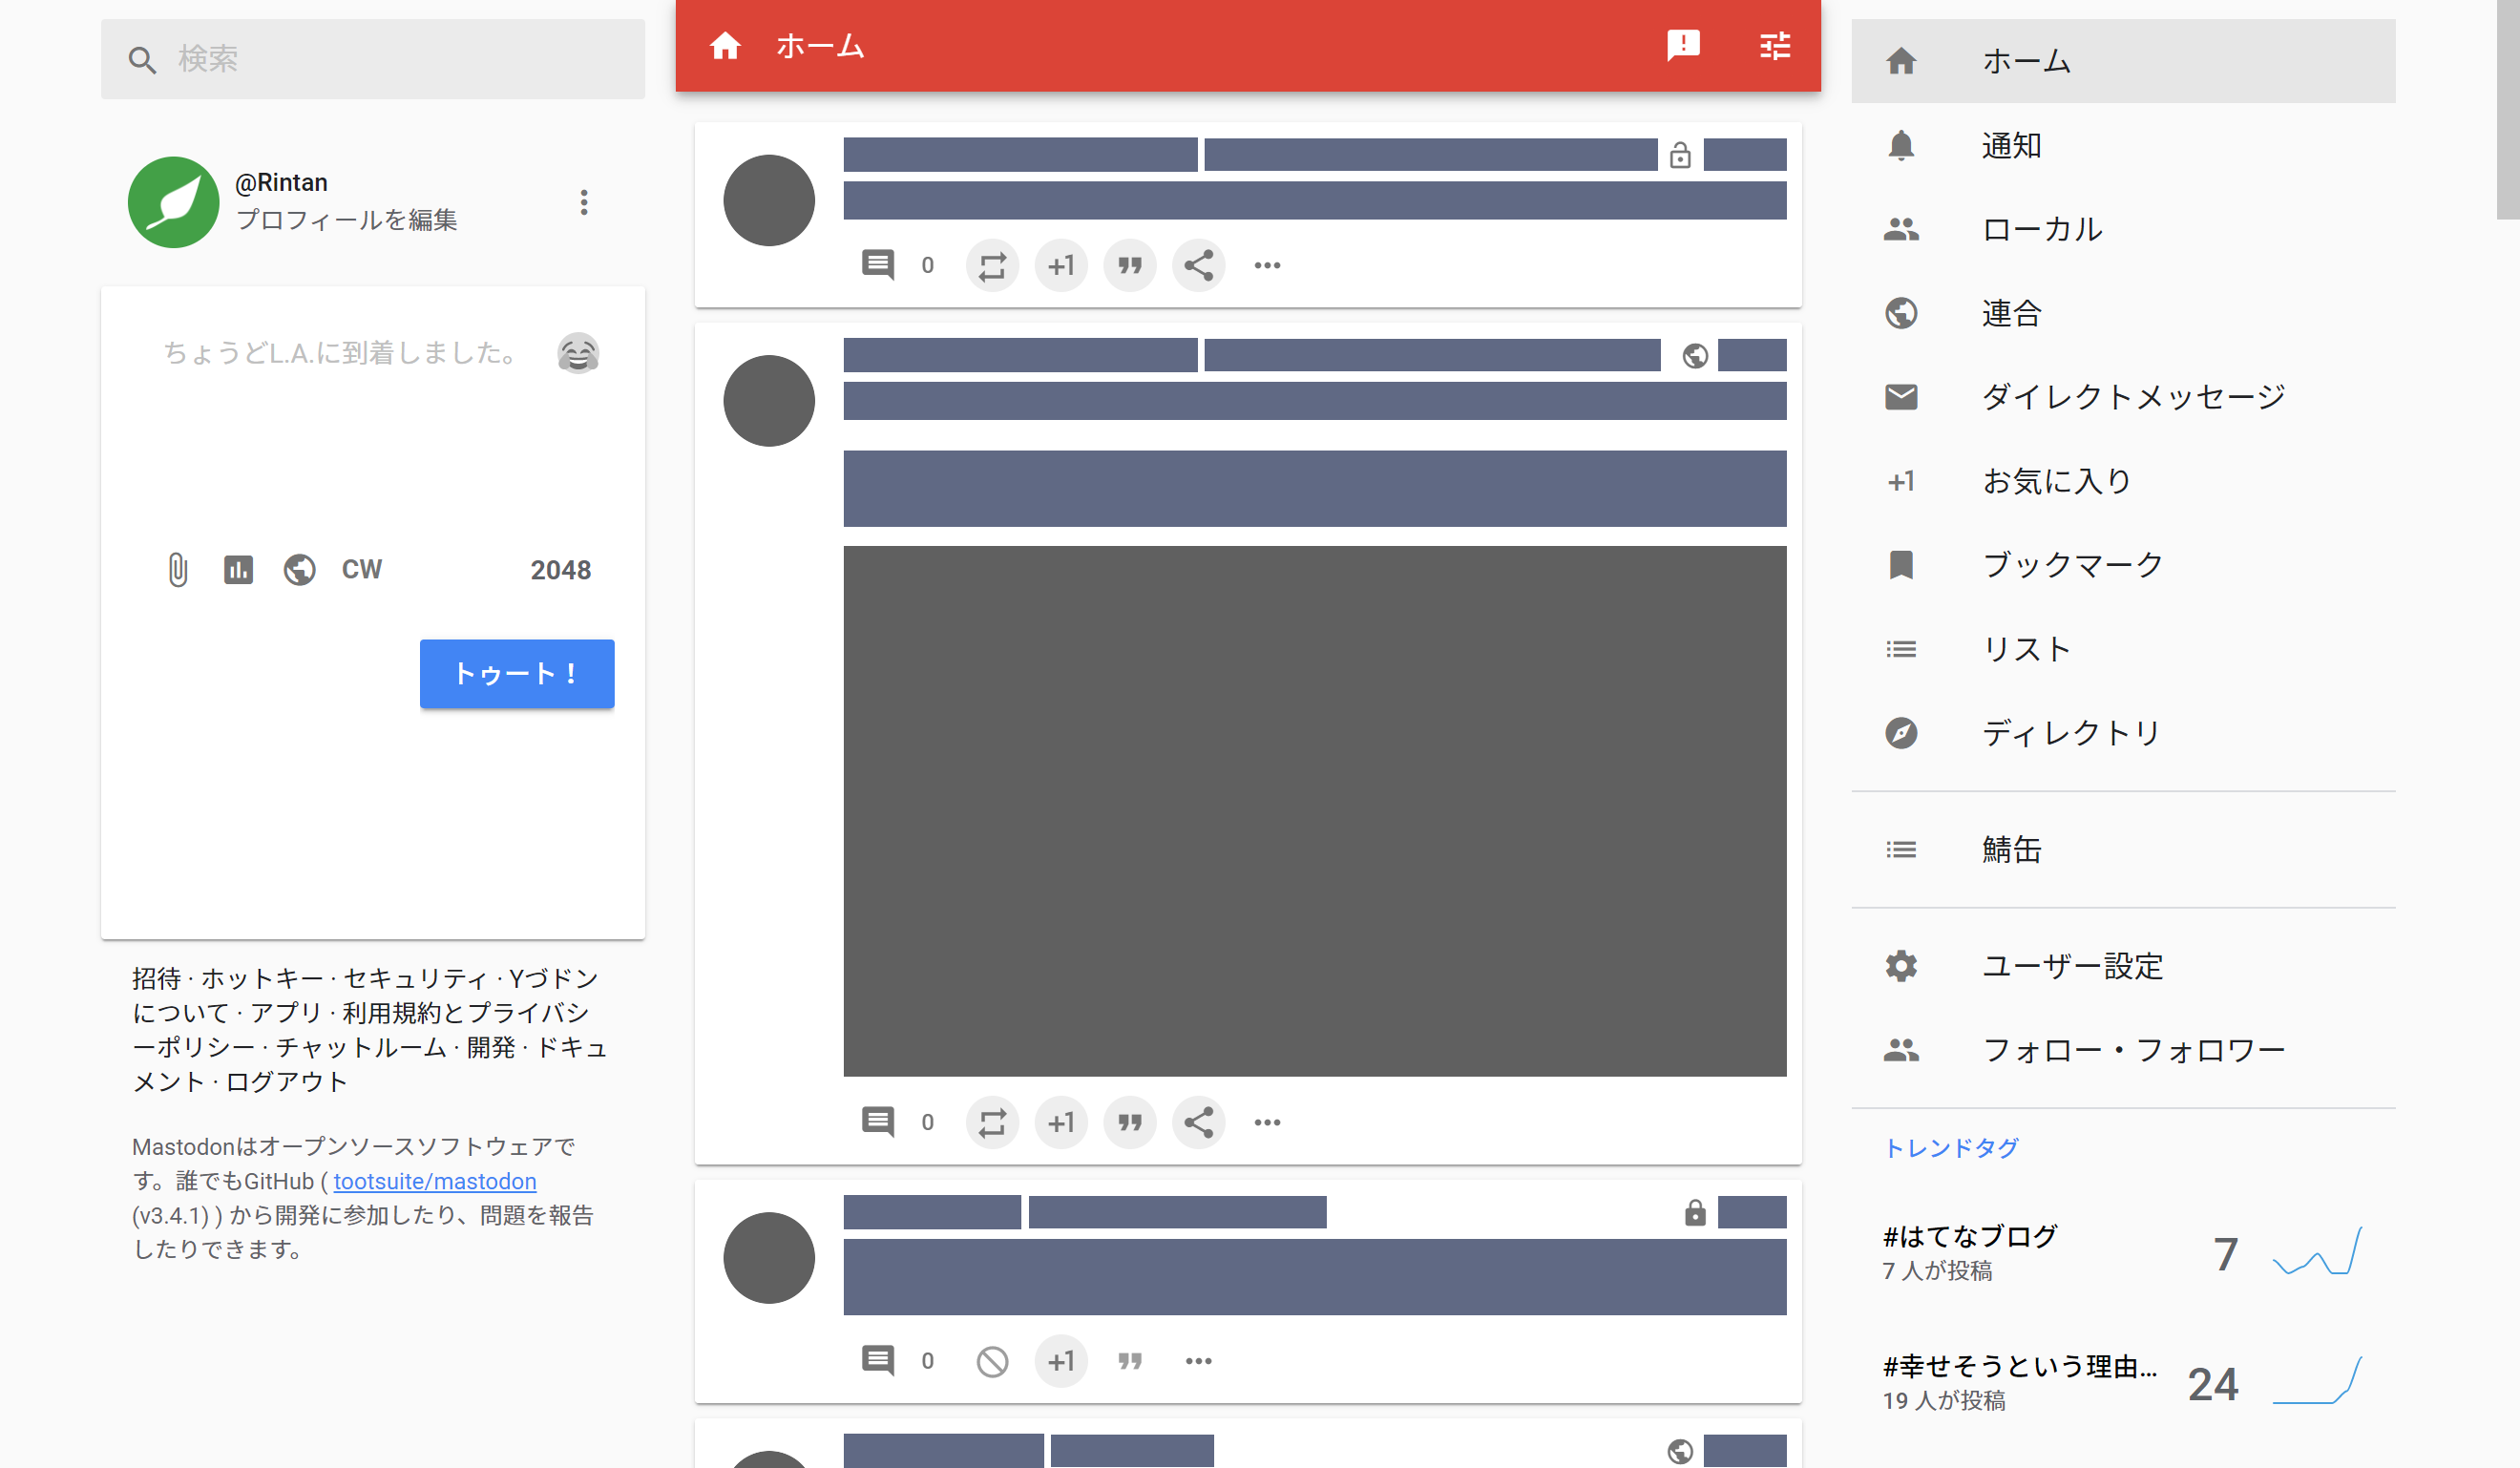 検索
@Rintan
プロフィールを編集
ちょうどL.A.に到着しました。
CW
2048
トゥート！
招待 · ホットキー · セキュリティ · Yづドン
について · アプリ · 利用規約とプライバシ
ーポリシー · チャットルーム · 開発 · ドキュ
メント · ログアウト
Mastodonはオープンソースソフトウェアで
す。誰でもGitHub ( tootsuite/mastodon
(v3.4.1) ) から開発に参加したり、問題を報告
したりできます。
ホーム
0
+1
0
+1
0
+1
ホーム
通知
ローカル
連合
ダイレクトメッセージ
+1 お気に入り
ブックマーク
リスト
ディレクトリ
鯖缶
ユーザー設定
フォロー・フォロワー
トレンドタグ
#はてなブログ
7 人が投稿
7
#幸せそうという理由...
19 人が投稿
24